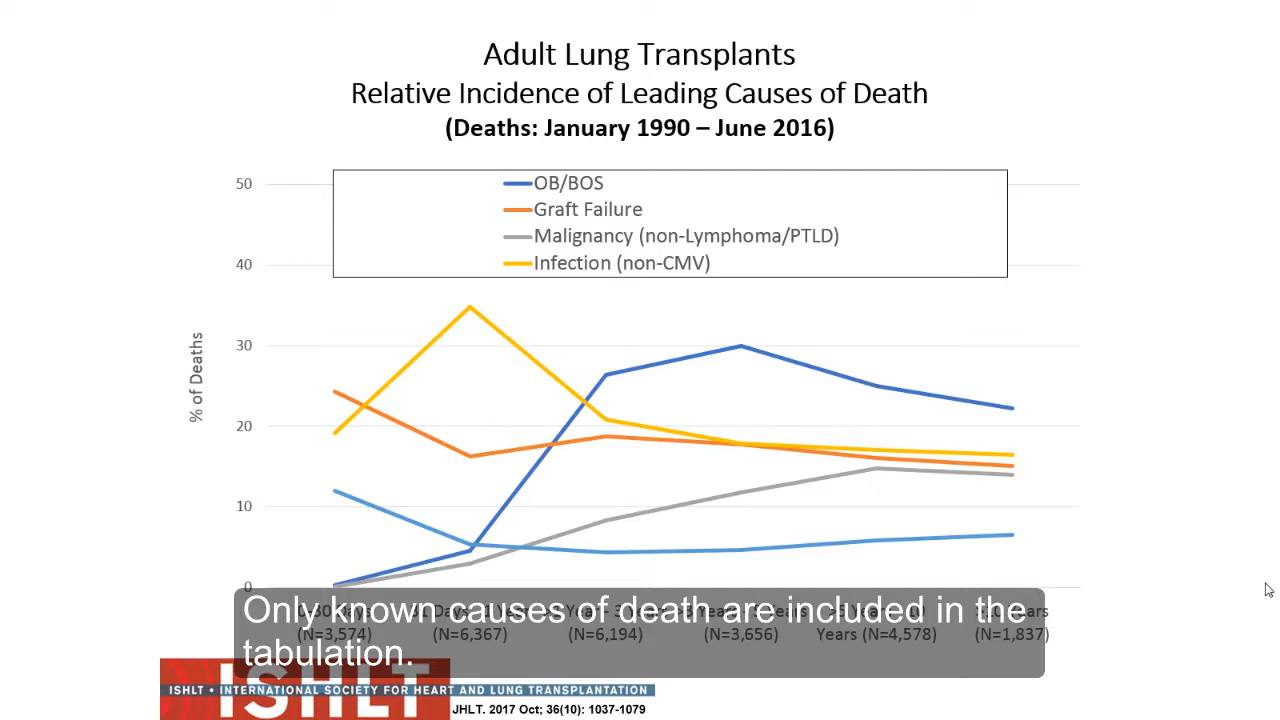 Adult Lung Transplants
Relative Incidence of Leading Causes of Death
(Deaths: January 1990 – June 2016)
50
OB/BOS
Graft Failure
40
Malignancy (non-Lymphoma/PTLD)
Infection (non-CMV)
30
% of Deaths
20
10
0
Only known causes of death are included in the
tabulation.
(N=3,574) (N=6,367) (N=6,194) (N=3,656) Years (N=4,578) (N=1,837)
ISHLT
ISHLT • INTERNATIONAL SOCIETY FOR HEART AND LUNG TRANSPLANTATION
JHLT. 2017 Oct; 36(10): 1037-1079